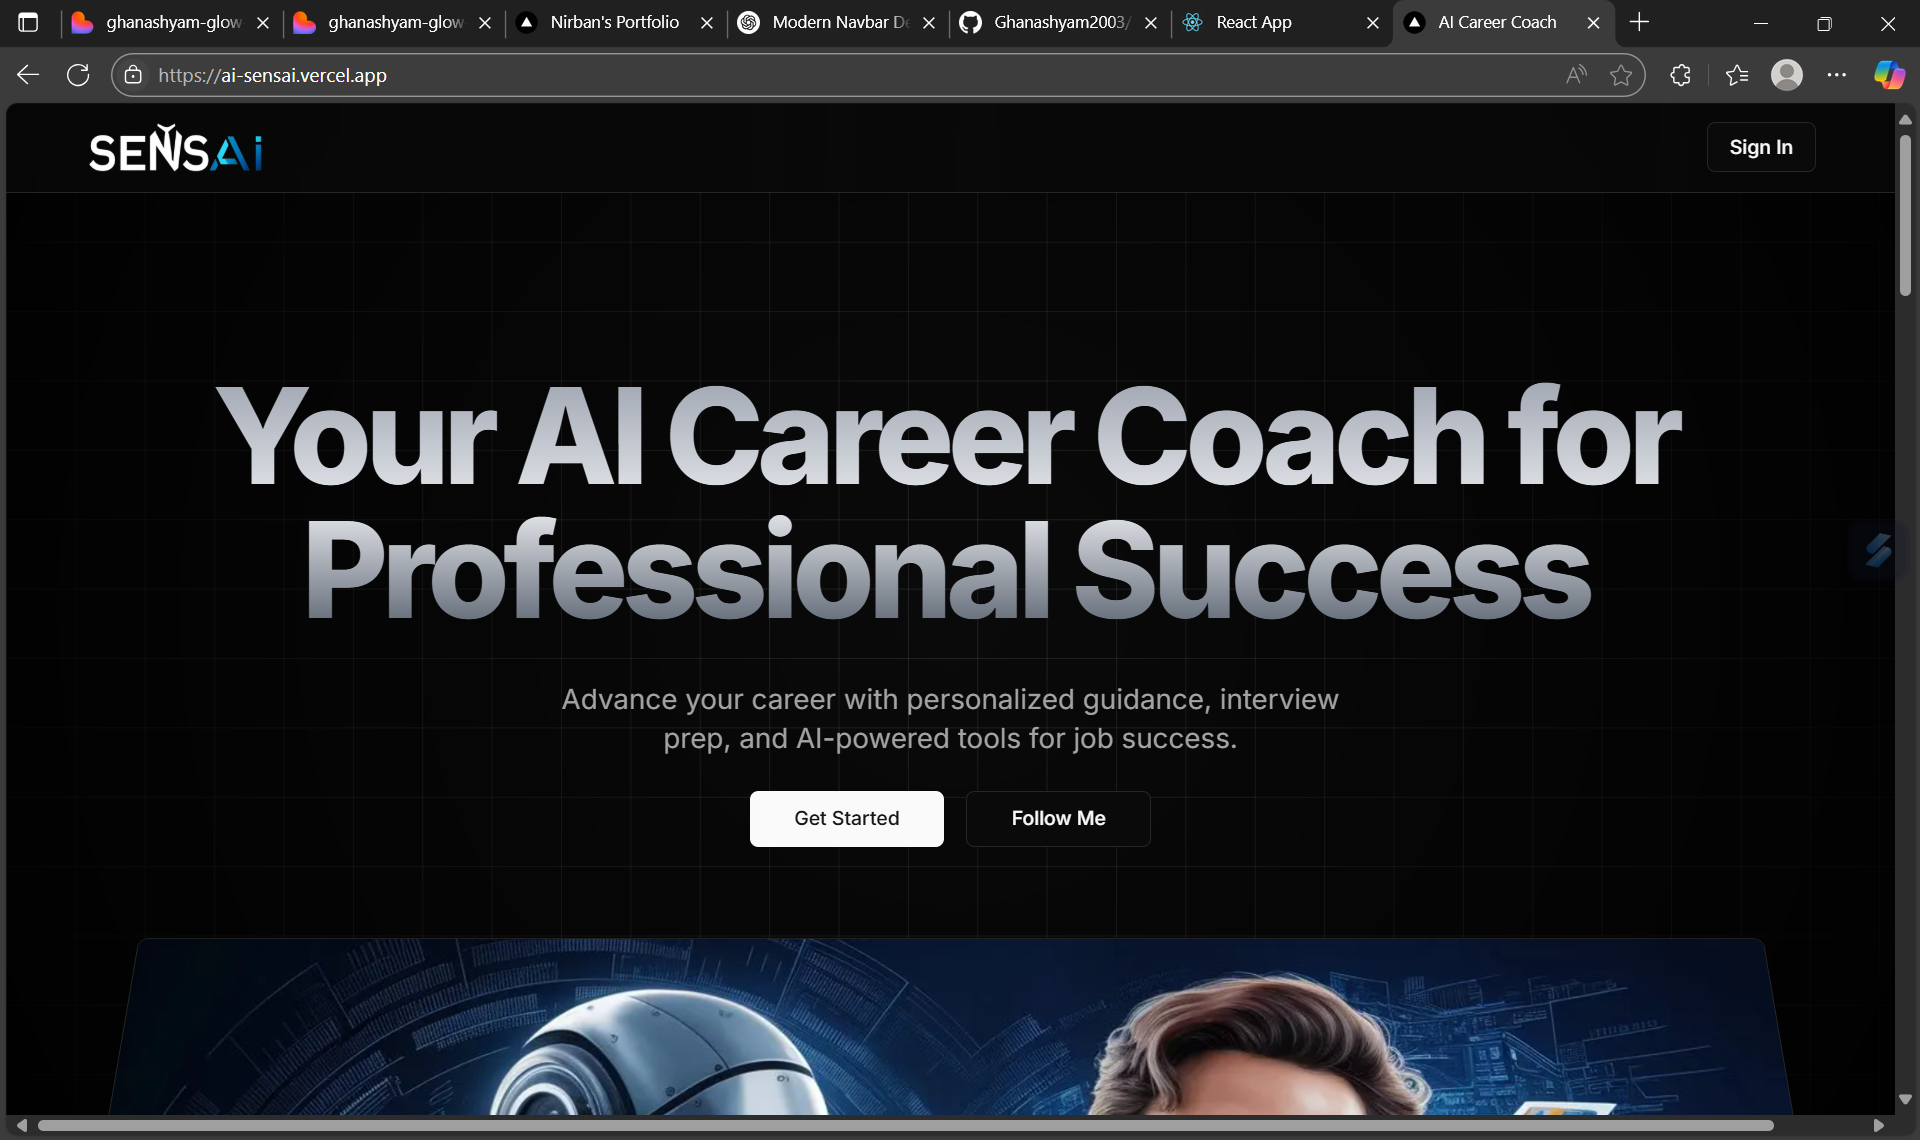 ghanashyam-glow
ghanashyam-glow
Nirban's Portfolio
Modern Navbar De
Ghanashyam2003/
React App
AI Career Coach
https://ai-sensai.vercel.app
SENSAi
Sign In
Your AI Career Coach for
Professional Success
Advance your career with personalized guidance, interview
prep, and AI-powered tools for job success.
Get Started
Follow Me